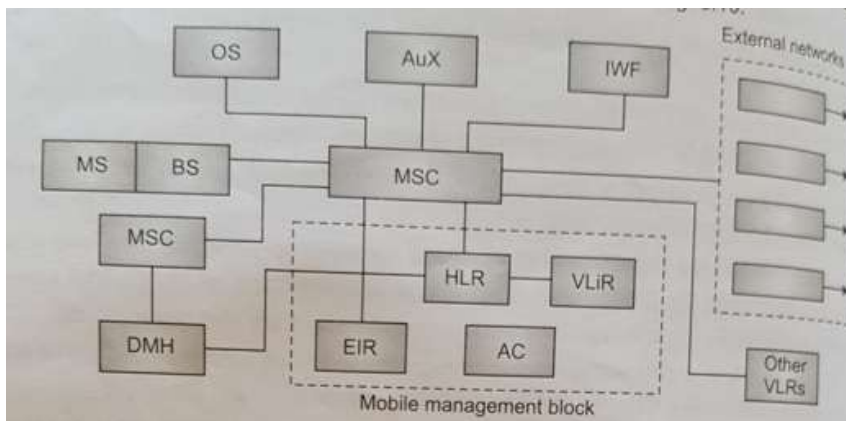 External networks
OS
AuX
IWF
MS
BS
MSC
MSC
HLR
VLiR
DMH
EIR
AC
Other
VLRs
Mobile management block